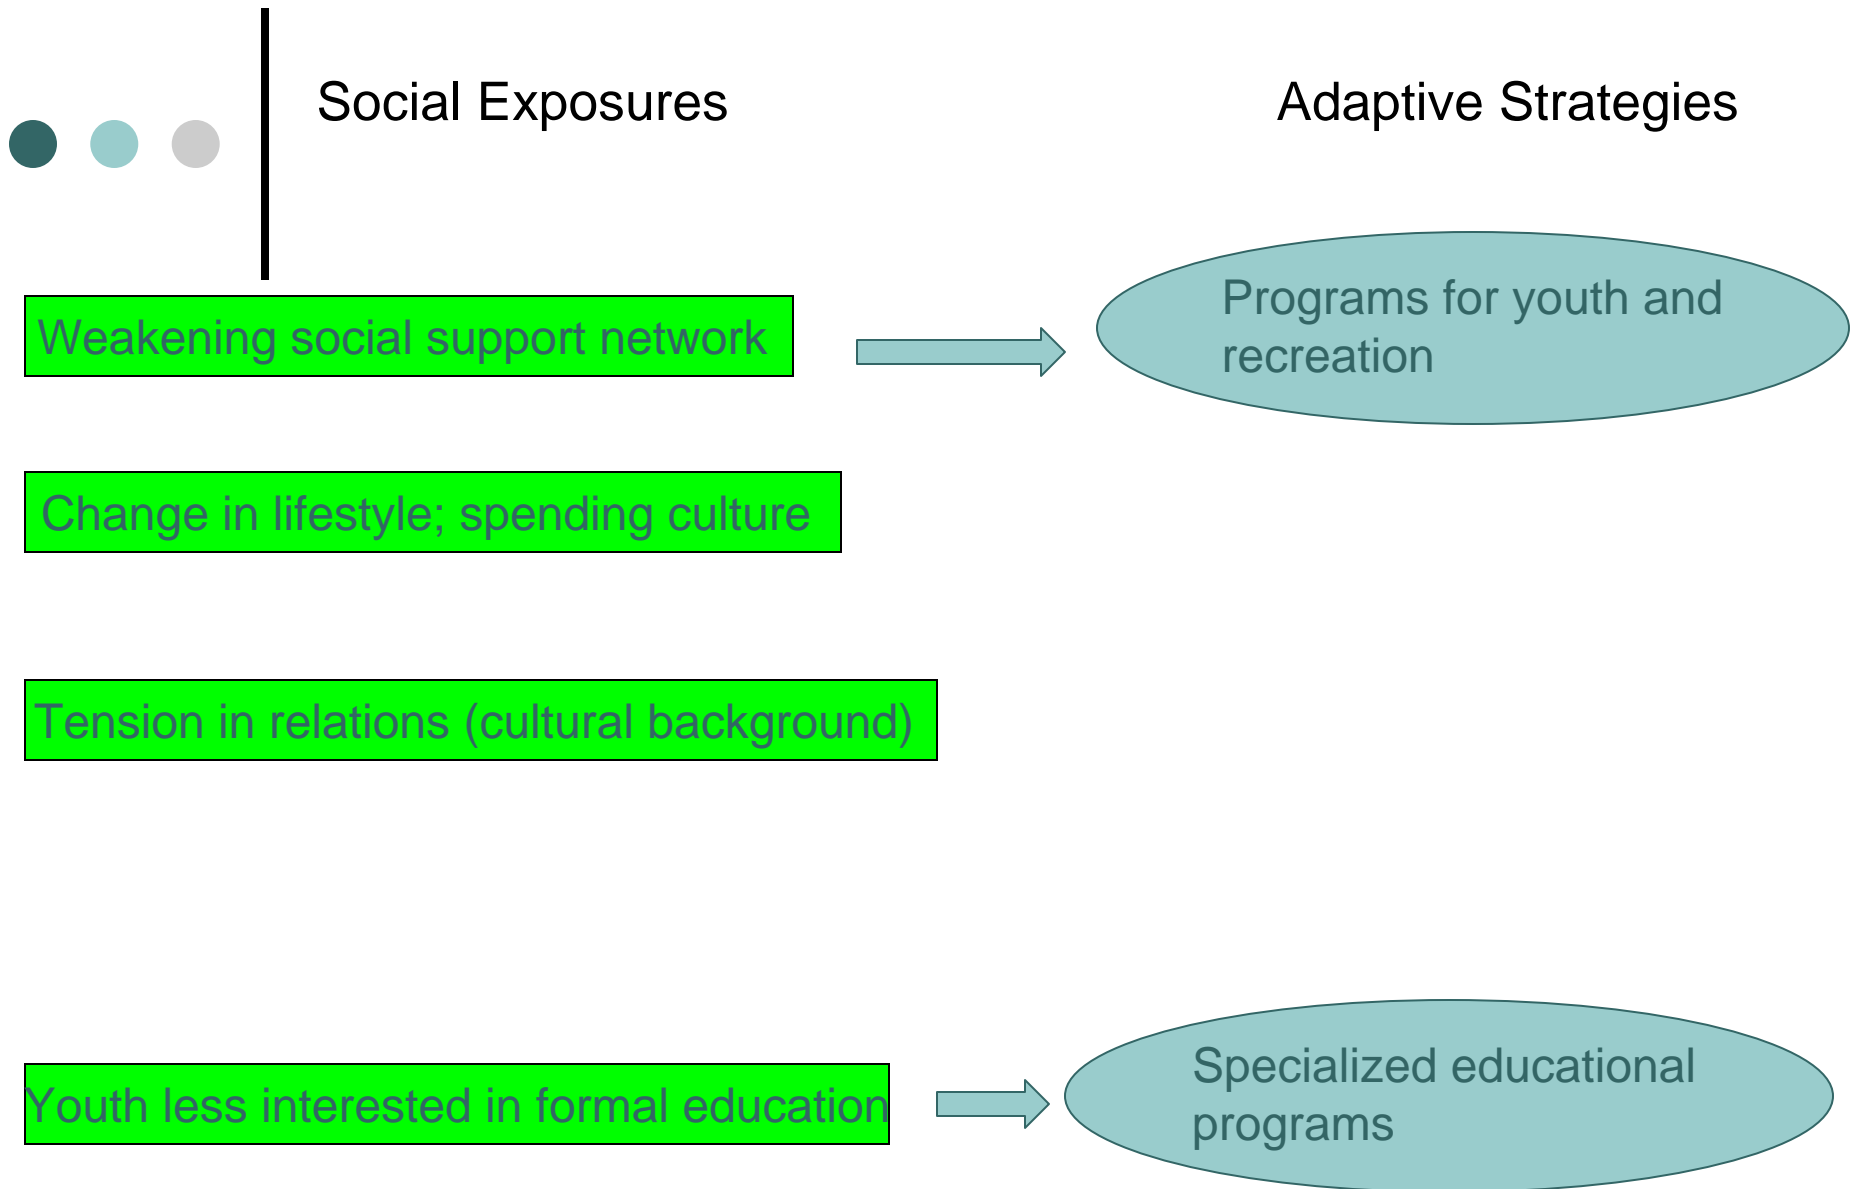 Social Exposures
Adaptive Strategies
Weakening social support network
Programs for youth and
recreation
Change in lifestyle; spending culture
Tension in relations (cultural background)
Youth less interested in formal education
Specialized educational
programs